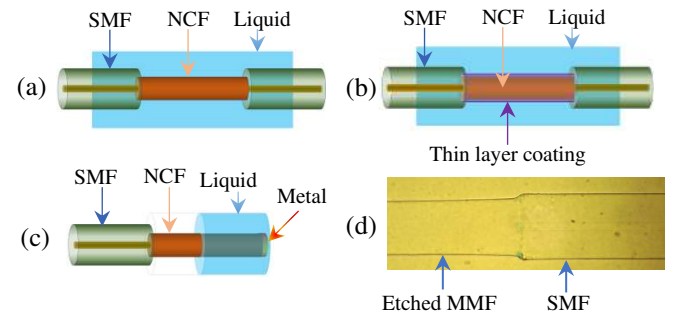 SMF
NCF
Liquid
(a)
SMF
NCF
Liquid
(b)
Thin layer coating
SMF
NCF
Liquid
Metal
(c)
(d)
Etched MMF
SMF